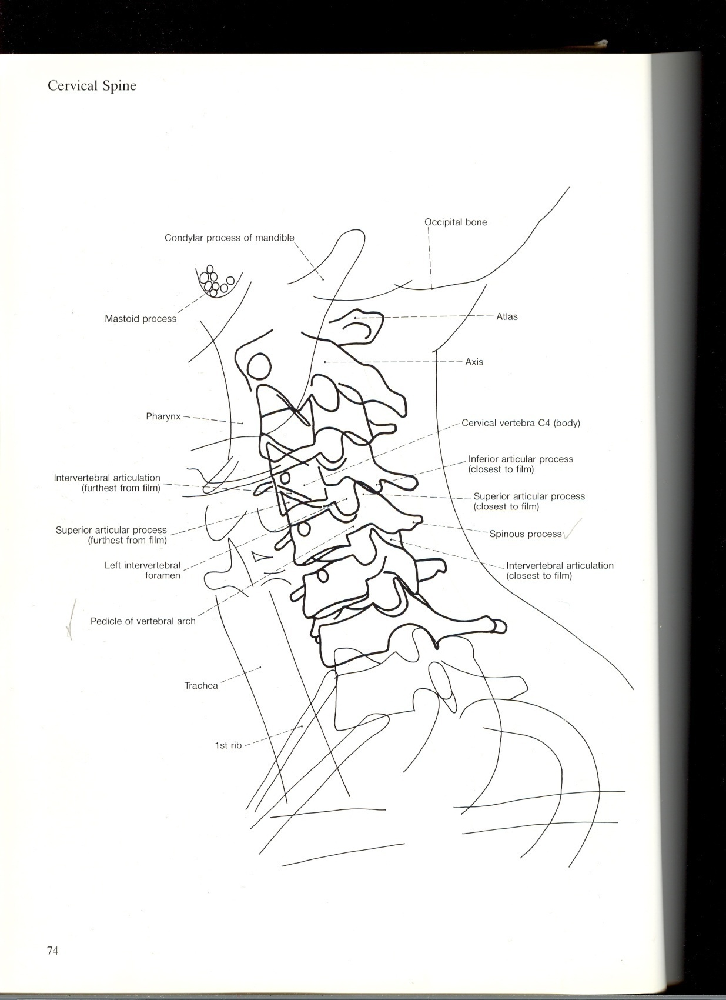 Cervical Spine
Occipital bone
Condylar process of mandible
Mastoid process
Atlas
Axis
Pharynx
Cervical vertebra C4 (body)
Inferior articular process
(closest to film)
Intervertebral articulation
(furthest from film)
Superior articular process
(closest to film)
Superior articular process
(furthest from film)
Spinous process
Left intervertebral
foramen
Intervertebral articulation
(closest to film)
Pedicle of vertebral arch
Trachea
1st rib
74